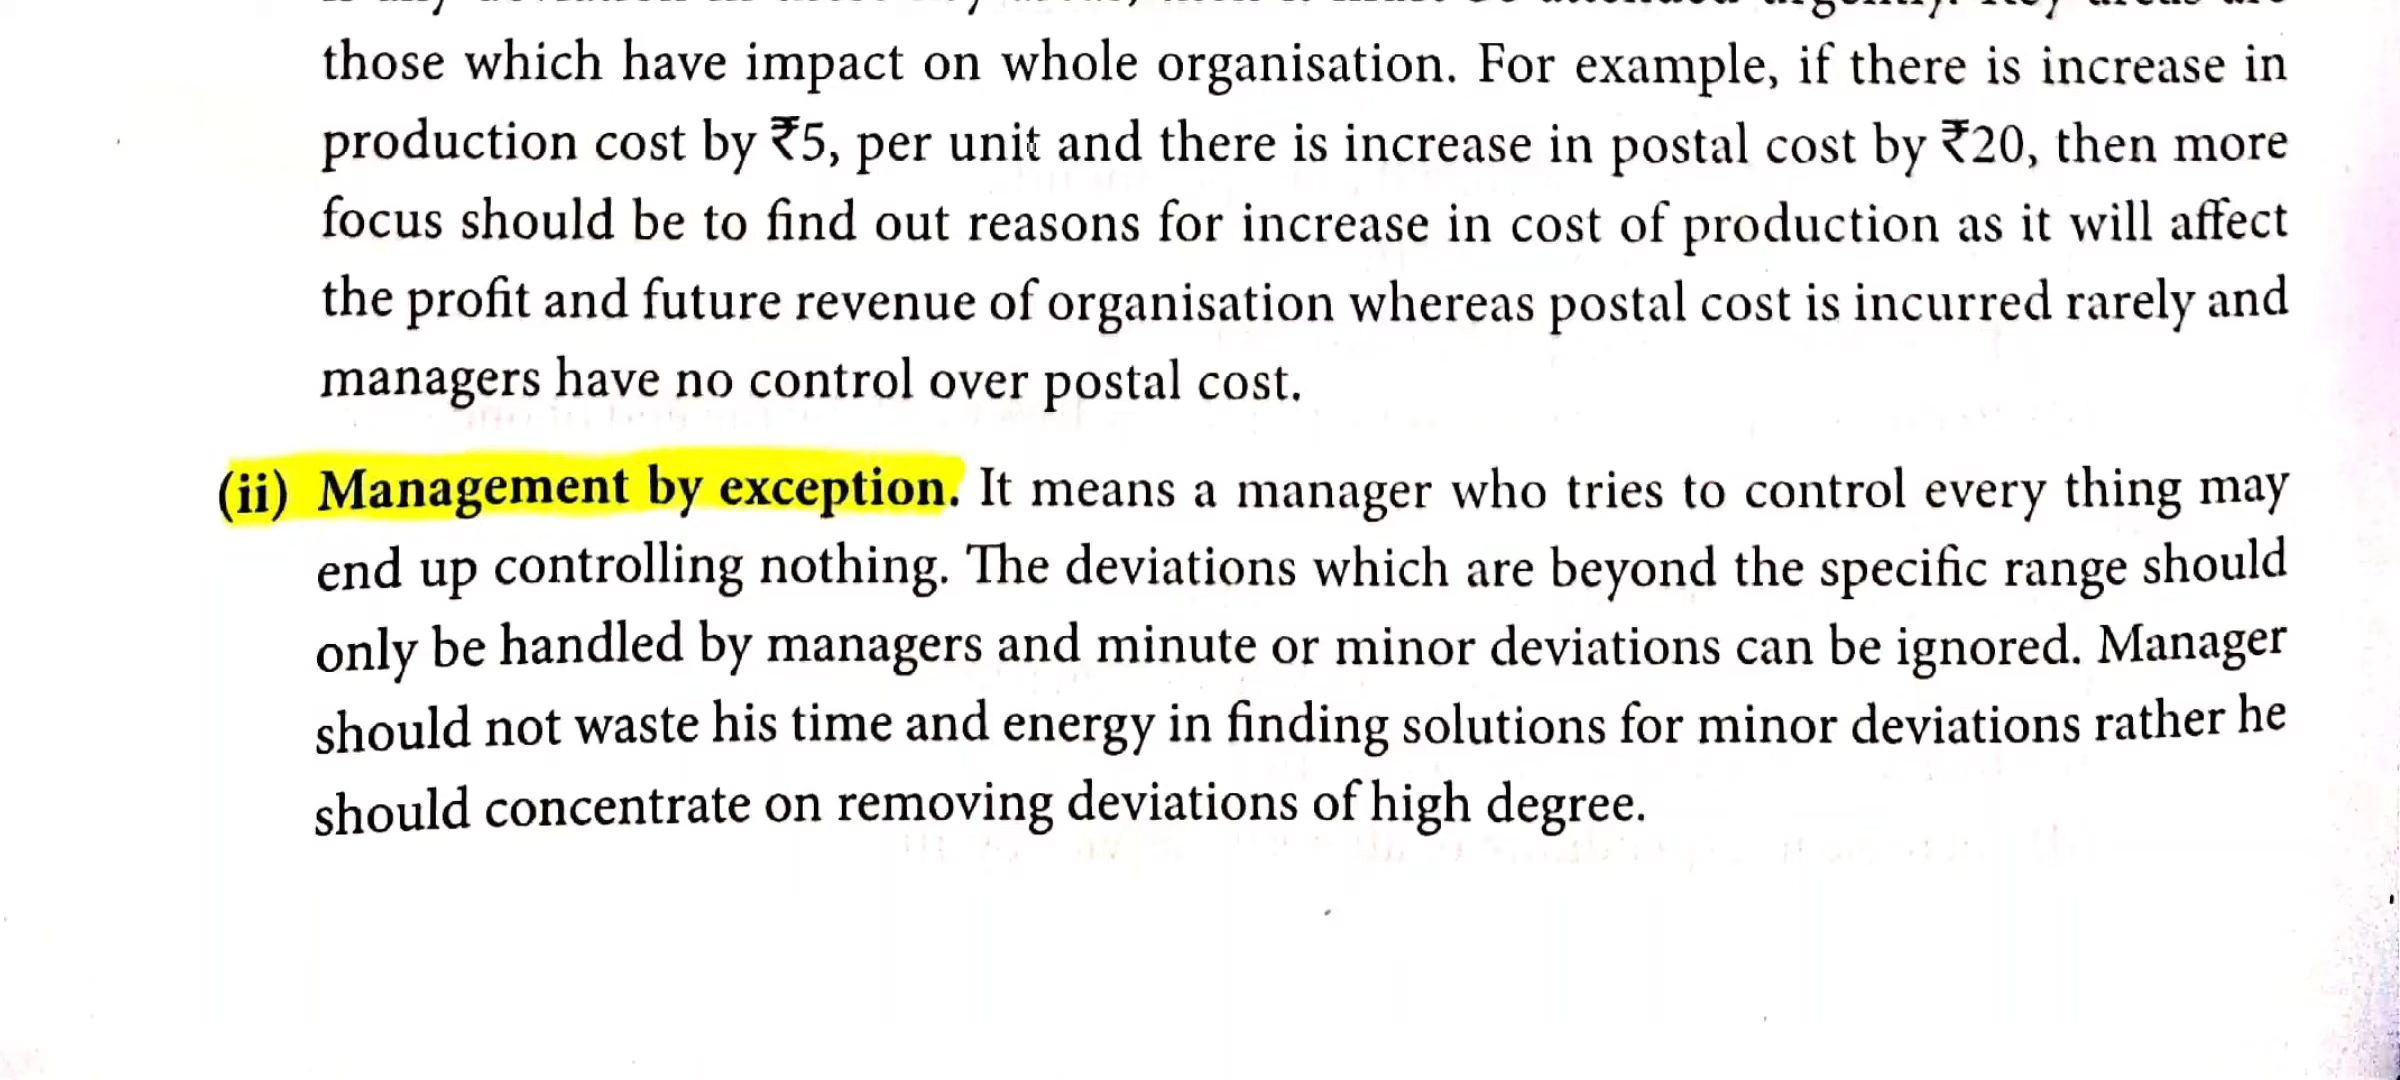 those which have impact on whole organisation. For example, if there is increase in
production cost by ₹5, per unit and there is increase in postal cost by ₹20, then more
focus should be to find out reasons for increase in cost of production as it will affect
the profit and future revenue of organisation whereas postal cost is incurred rarely and
managers have no control over postal cost.
(ii) Management by exception. It means a manager who tries to control every thing may
end up controlling nothing. The deviations which are beyond the specific range should
only be handled by managers and minute or minor deviations can be ignored. Manager
should not waste his time and energy in finding solutions for minor deviations rather he
should concentrate on removing deviations of high degree.